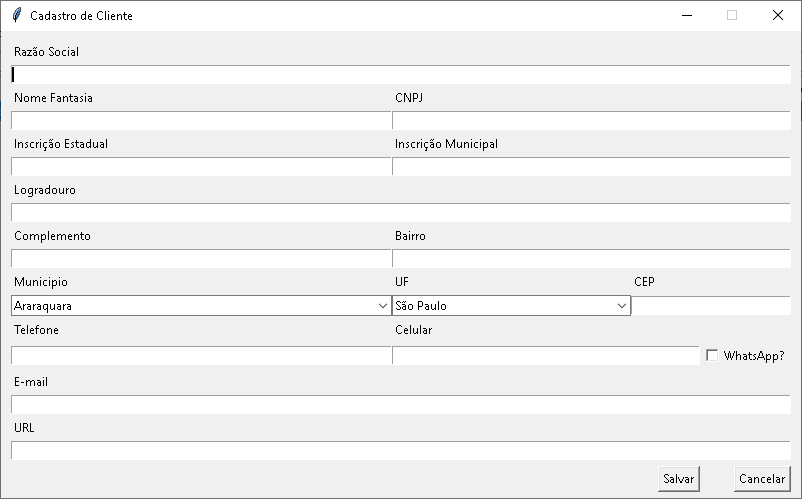 Cadastro de Cliente
Razão Social
Nome Fantasia CNPJ
Inscrição Estadual Inscrição Municipal
Logradouro
Complemento Bairro
Municipio UF CEP
Araraquara São Paulo
Telefone Celular
WhatsApp?
E-mail
URL
Salvar Cancelar